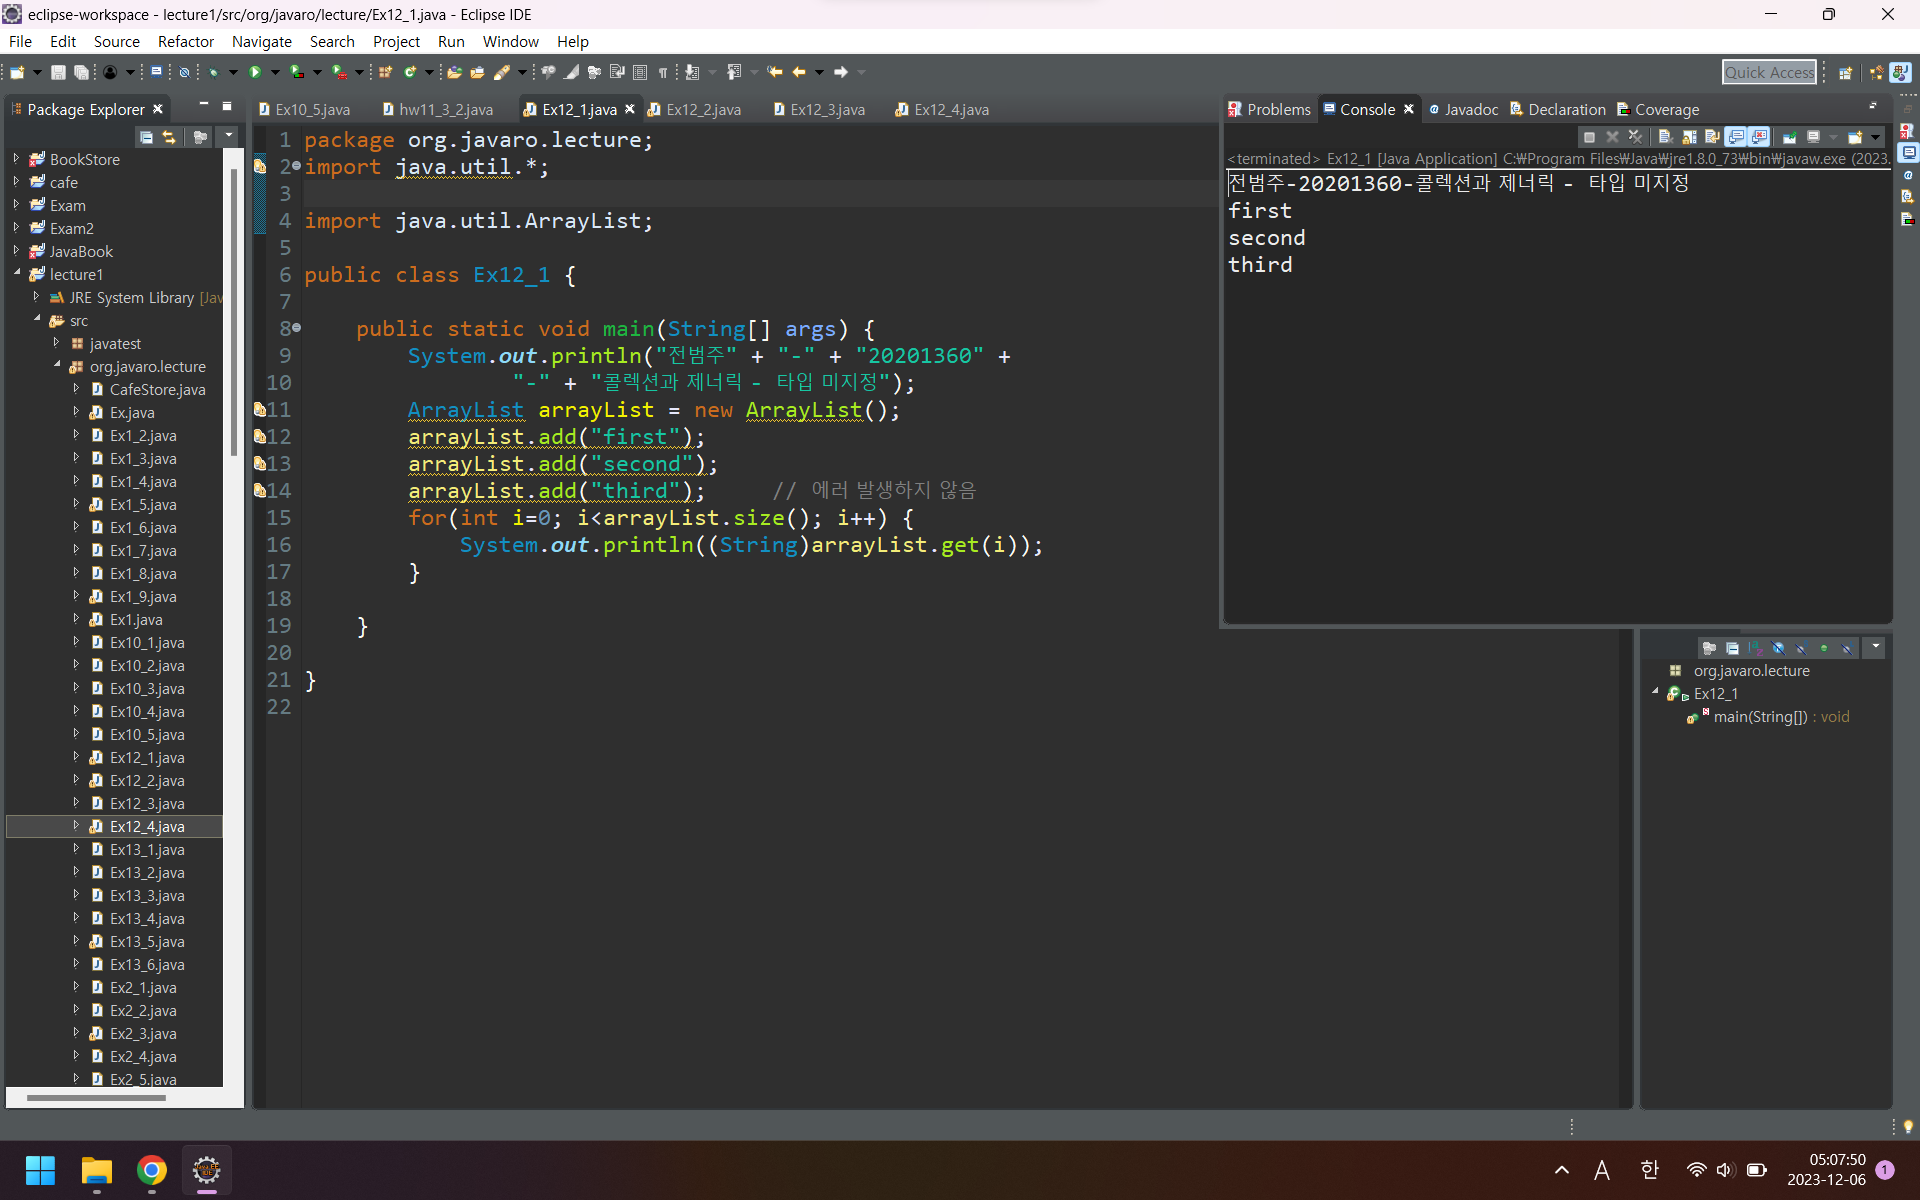 eclipse-workspace - lecture1/src/org/javaro/lecture/Ex12_1.java - Eclipse IDE
File Edit Source Refactor Navigate Search Project Run Window Help
Quick Access
Package Explorer
BookStore
cafe
Exam
Exam2
JavaBook
lecture1
JRE System Library [Jav
src
javatest
org.javaro.lecture
CafeStore.java
Ex.java
Ex1_2.java
Ex1_3.java
Ex1_4.java
Ex1_5.java
Ex1_6.java
Ex1_7.java
Ex1_8.java
Ex1_9.java
Ex1.java
Ex10_1.java
Ex10_2.java
Ex10_3.java
Ex10_4.java
Ex10_5.java
Ex12_1.java
Ex12_2.java
Ex12_3.java
Ex12_4.java
Ex13_1.java
Ex13_2.java
Ex13_3.java
Ex13_4.java
Ex13_5.java
Ex13_6.java
Ex2_1.java
Ex2_2.java
Ex2_3.java
Ex2_4.java
Ex2_5.java
Ex10_5.java hw11_3_2.java Ex12_1.java Ex12_2.java Ex12_3.java Ex12_4.java
1 package org.javaro.lecture;
2 import java.util.*;
3
4 import java.util.ArrayList;
5
6 public class Ex12_1 {
7
8 public static void main(String[] args) {
9 System.out.println("전범주" + "-" + "20201360" +
10 "-" + "콜렉션과 제너릭 - 타입 미지정");
11 ArrayList arrayList = new ArrayList();
12 arrayList.add("first");
13 arrayList.add("second");
14 arrayList.add("third"); // 에러 발생하지 않음
15 for(int i=0; i<arrayList.size(); i++) {
16 System.out.println((String)arrayList.get(i));
17 }
18
19 }
20
21 }
22
Problems Console Javadoc Declaration Coverage
<terminated> Ex12_1 [Java Application] C:₩Program Files₩Java₩jre1.8.0_73₩bin₩javaw.exe (2023.
전범주-20201360-콜렉션과 제너릭 - 타입 미지정
first
second
third
org.javaro.lecture
Ex12_1
main(String[]) : void
A 한
05:07:50
2023-12-06
1